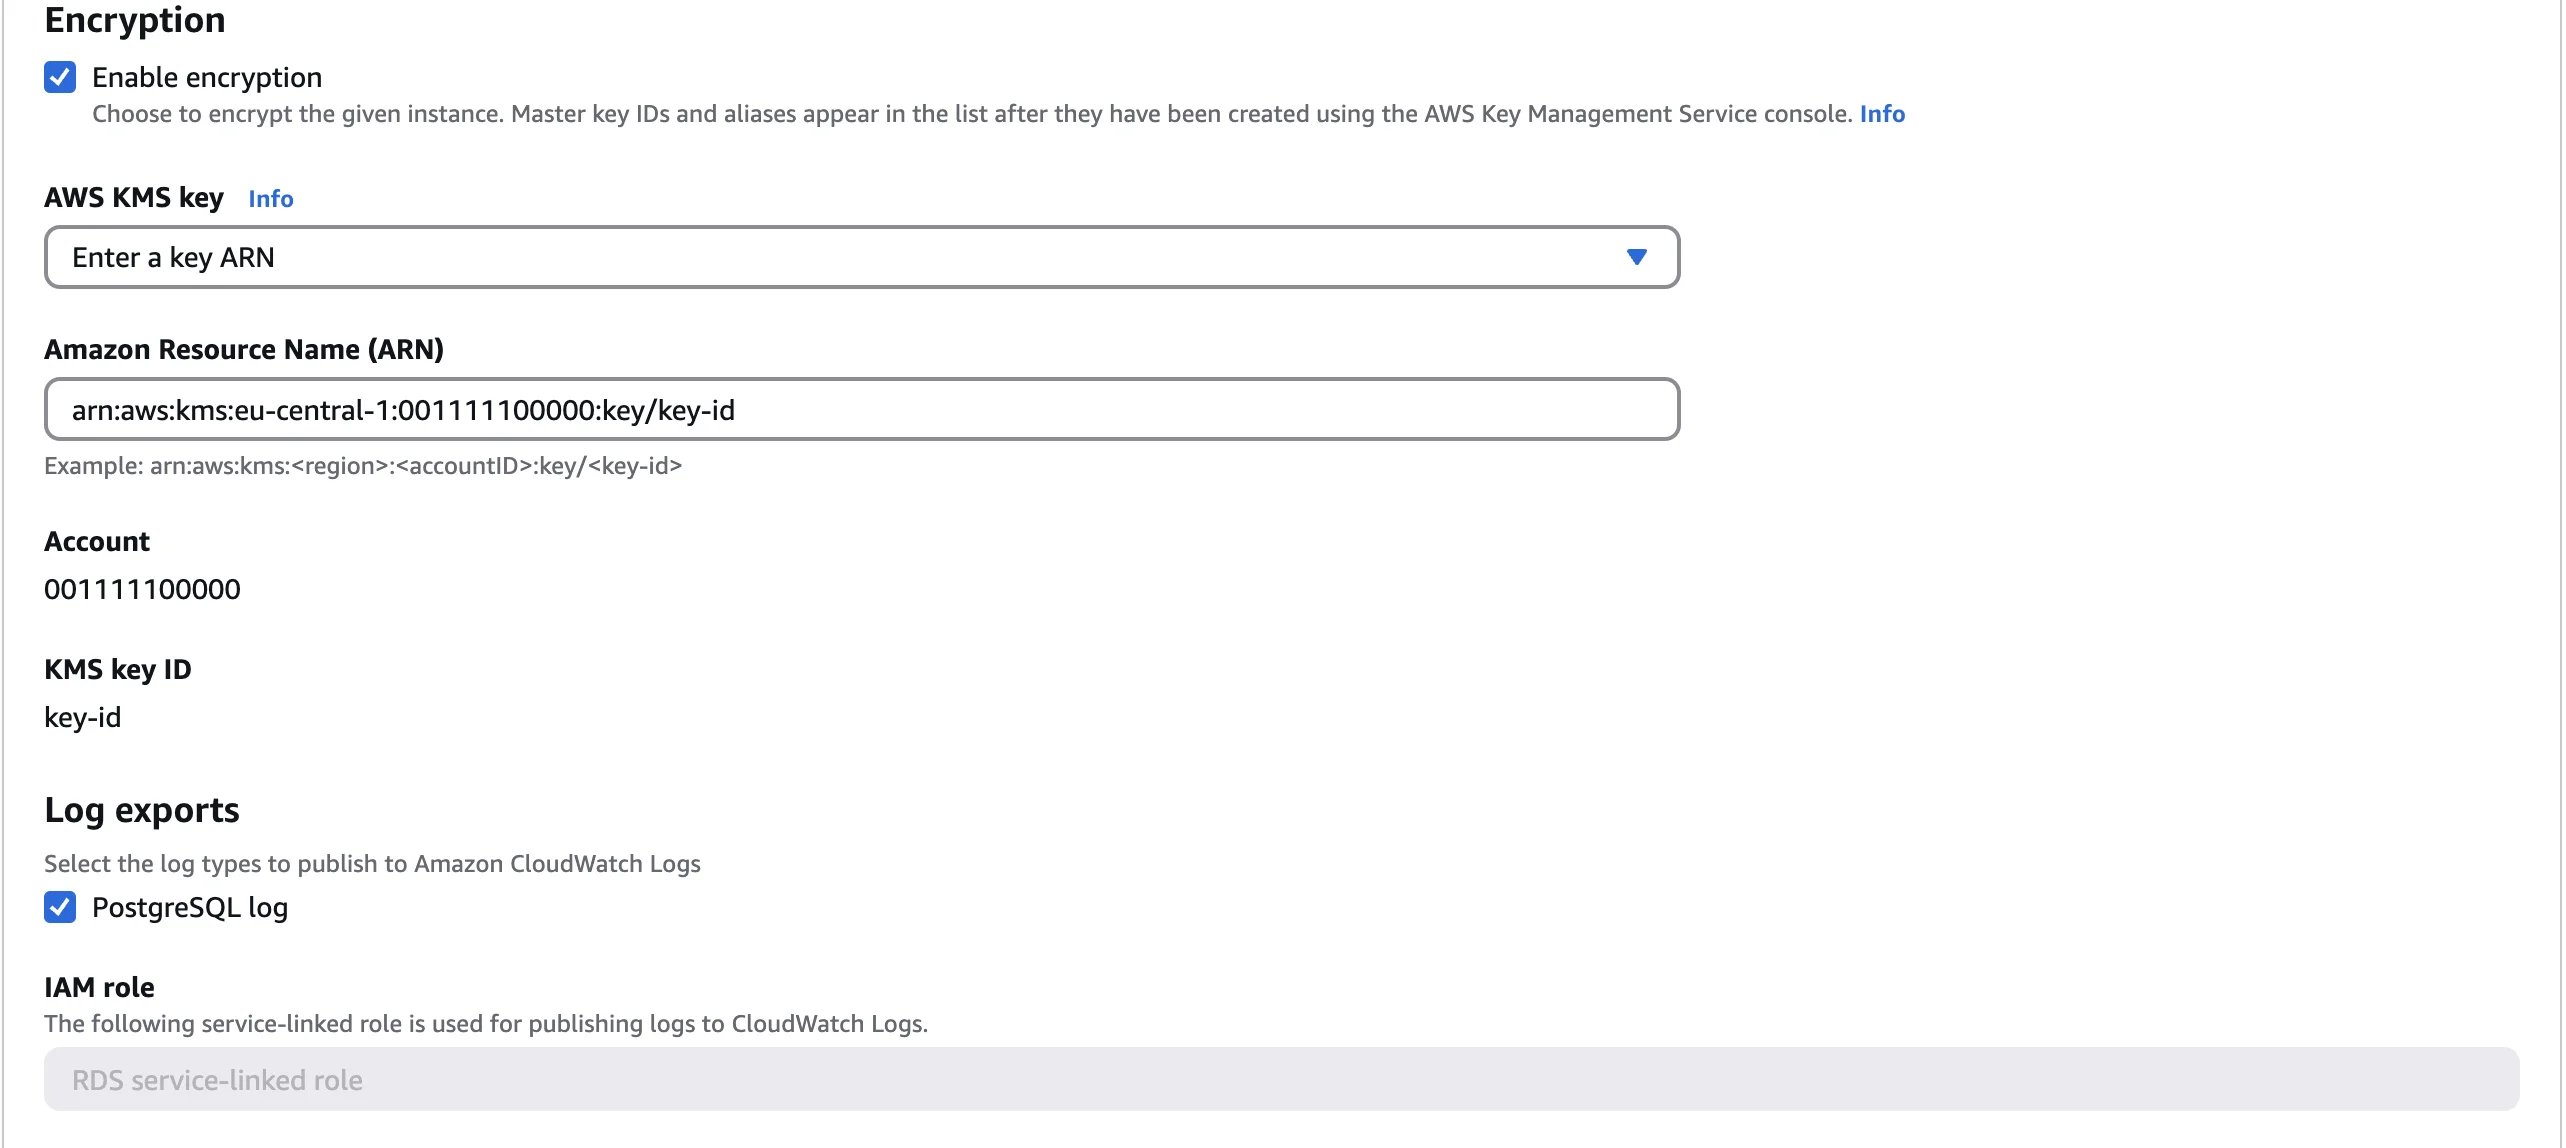 Encryption
Enable encryption
Choose to encrypt the given instance. Master key IDs and aliases appear in the list after they have been created using the AWS Key Management Service console. Info
AWS KMS key Info
Enter a key ARN
Amazon Resource Name (ARN)
arn:aws:kms:eu-central-1:001111100000:key/key-id
Example: arn:aws:kms:<region>:<accountID>:key/<key-id>
Account
001111100000
KMS key ID
key-id
Log exports
Select the log types to publish to Amazon CloudWatch Logs
PostgreSQL log
IAM role
The following service-linked role is used for publishing logs to CloudWatch Logs.
RDS service-linked role